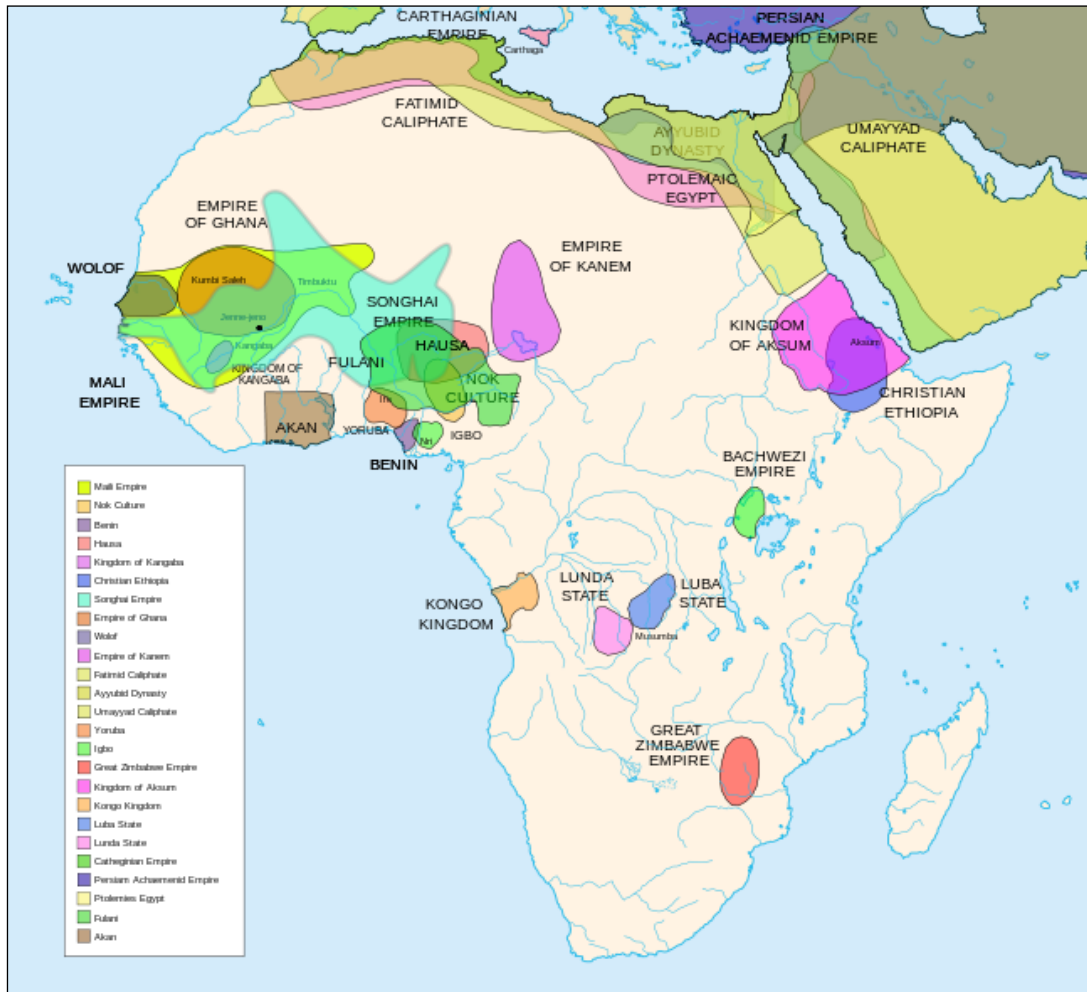 CARTHAGINIAN
EMPIRE
Carthaga
PERSIAN
ACHAEMENID EMPIRE
FATIMID
CALIPHATE
AYYUBID
DYNASTY
UMAYYAD
CALIPHATE
PTOLEMAIC
EGYPT
EMPIRE
OF GHANA
EMPIRE
OF KANEM
WOLOF
Kumbi Saleh
Timbuktu
Jenne-jeno
Kangaba
SONGHAI
EMPIRE
HAUSA
FULANI
KINGDOM OF
KANGABA
NOK
CULTURE
KINGDOM
OF AKSUM
Aksum
CHRISTIAN
ETHIOPIA
MALI
EMPIRE
AKAN
YORUBA
Nri
IGBO
BENIN
BACHWEZI
EMPIRE
LUNDA
STATE
LUBA
STATE
KONGO
KINGDOM
Musumba
GREAT
ZIMBABWE
EMPIRE
Malli Empire
Nok Culture
Benin
Hausa
Kingdom of Kangaba
Christian Ethiopia
Songhai Empire
Empire of Ghana
Wolof
Empire of Kanem
Fatimid Caliphate
Ayyubid Dynasty
Umayyad Caliphate
Yoruba
Igbo
Great Zimbabwe Empire
Kingdom of Aksum
Kongo Kingdom
Luba State
Lunda State
Catheginian Empire
Persiam Achaemenid Empire
Ptolemies Egypt
Fulani
Akan